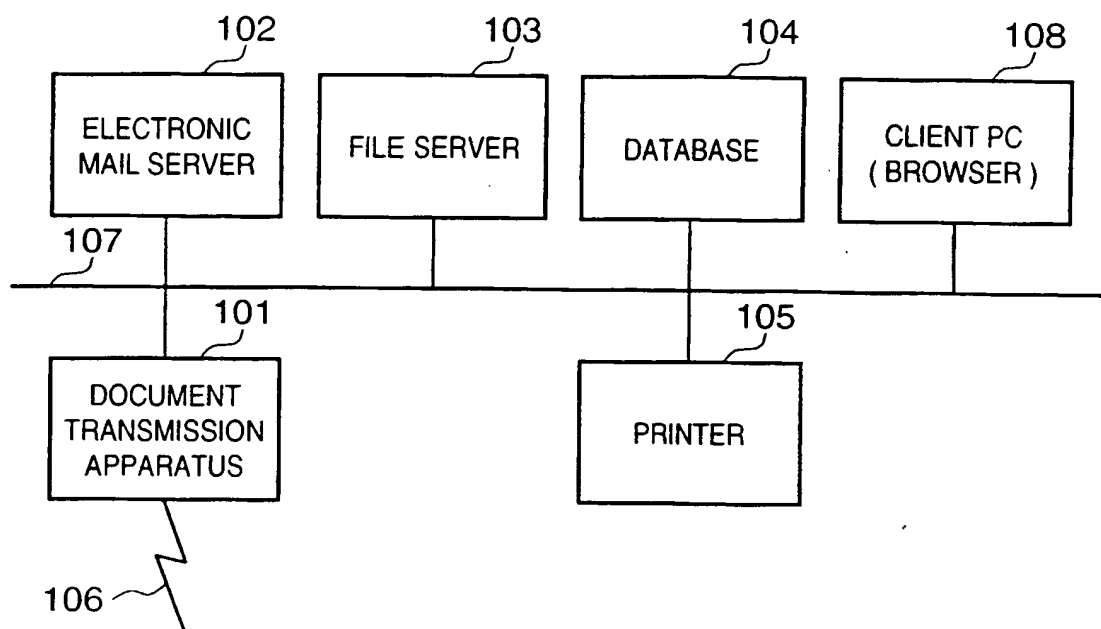 102
103
104
108
ELECTRONIC
MAIL SERVER
FILE SERVER
DATABASE
CLIENT PC
( BROWSER )
107
101
105
DOCUMENT
TRANSMISSION
APPARATUS
PRINTER
106